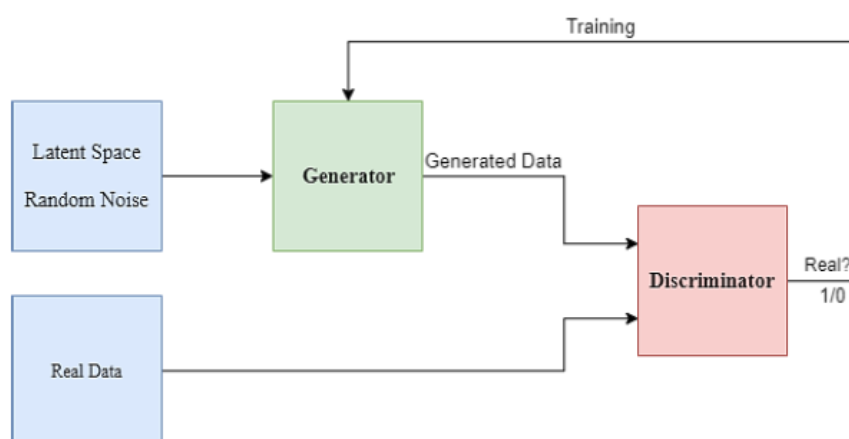 Training
Latent Space
Random Noise
Generator
Generated Data
Discriminator
Real?
1/0
Real Data